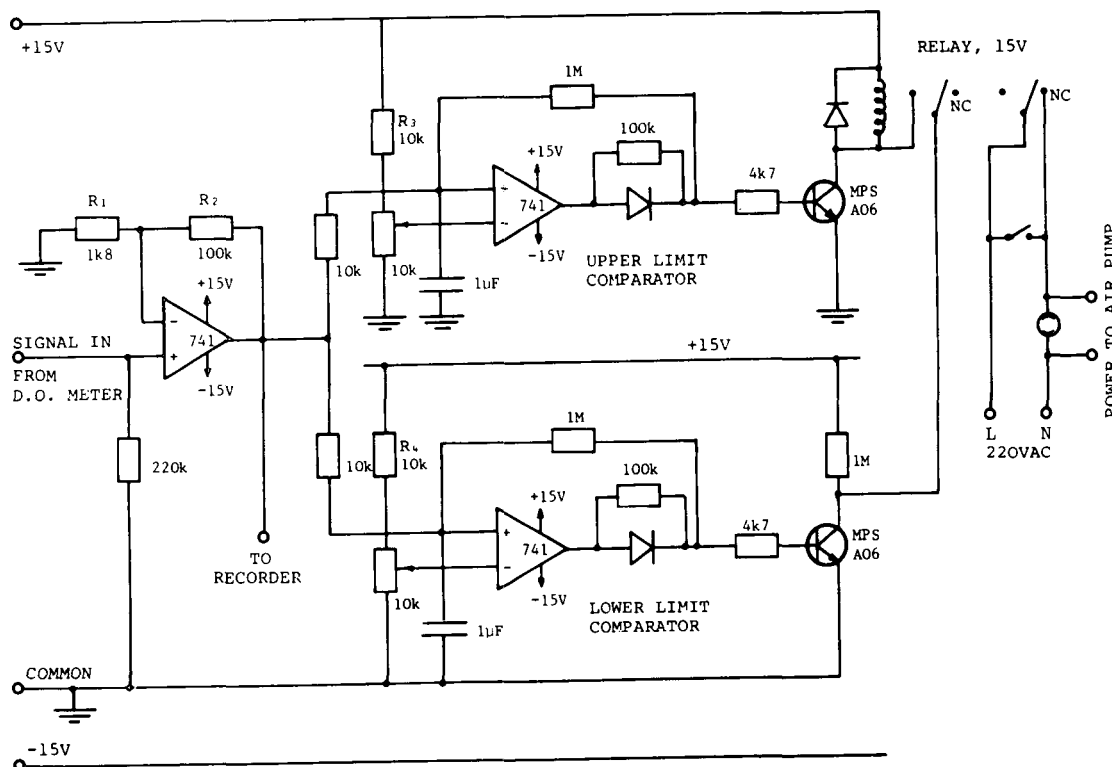 +15V
RELAY, 15V
1M
NC
NC
R3
10k
100k
+15V
4k7
MPS
A06
R1
R2
741
1k8
100k
10k
10k
-15V
UPPER LIMIT
COMPARATOR
1µF
+15V
-
741
+
-15V
SIGNAL IN
FROM
D.O. METER
+15V
POWER TO AIR PUMP
L
N
220VAC
1M
R4
10k
10k
1M
220k
100k
+15V
+
741
-
4k7
MPS
A06
TO
RECORDER
-15V
10k
LOWER LIMIT
COMPARATOR
1µF
COMMON
-15V